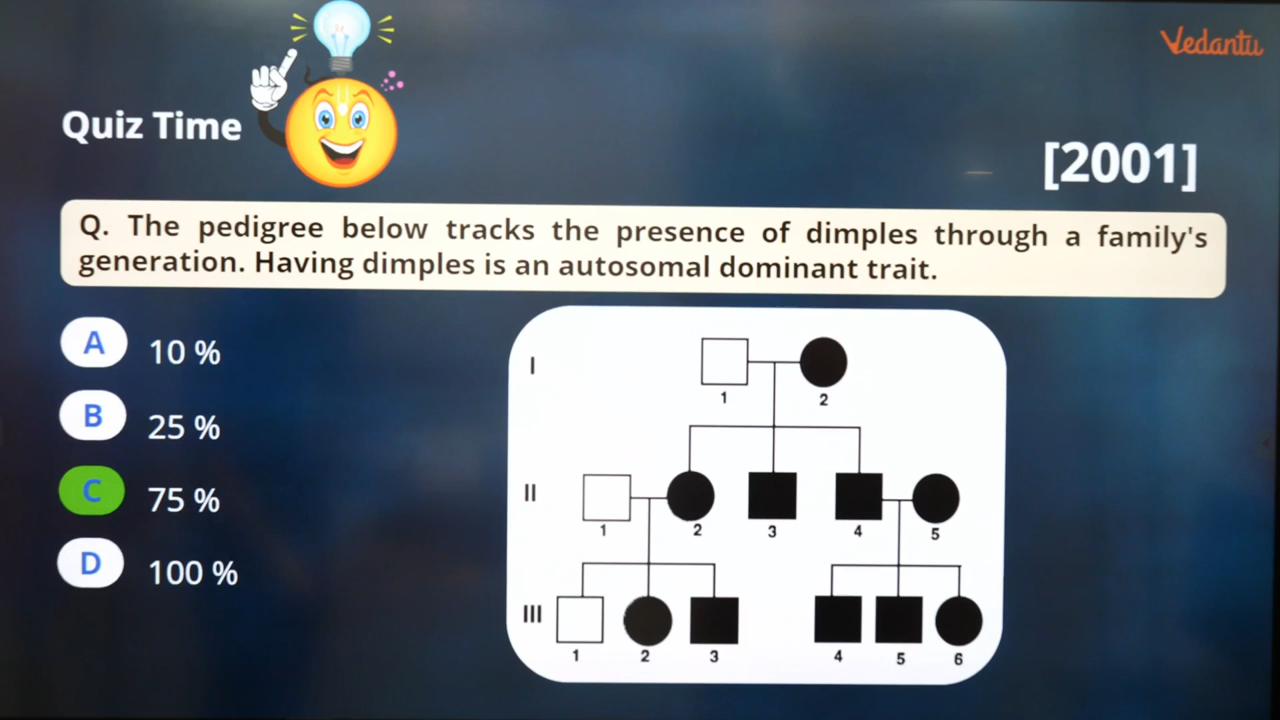 Vedantu
Quiz Time
[2001]
Q. The pedigree below tracks the presence of dimples through a family's
generation. Having dimples is an autosomal dominant trait.
A 10 %
B 25 %
C 75 %
D 100 %
I
1 2
II
1 2 3 4 5
III
1 2 3 4 5 6